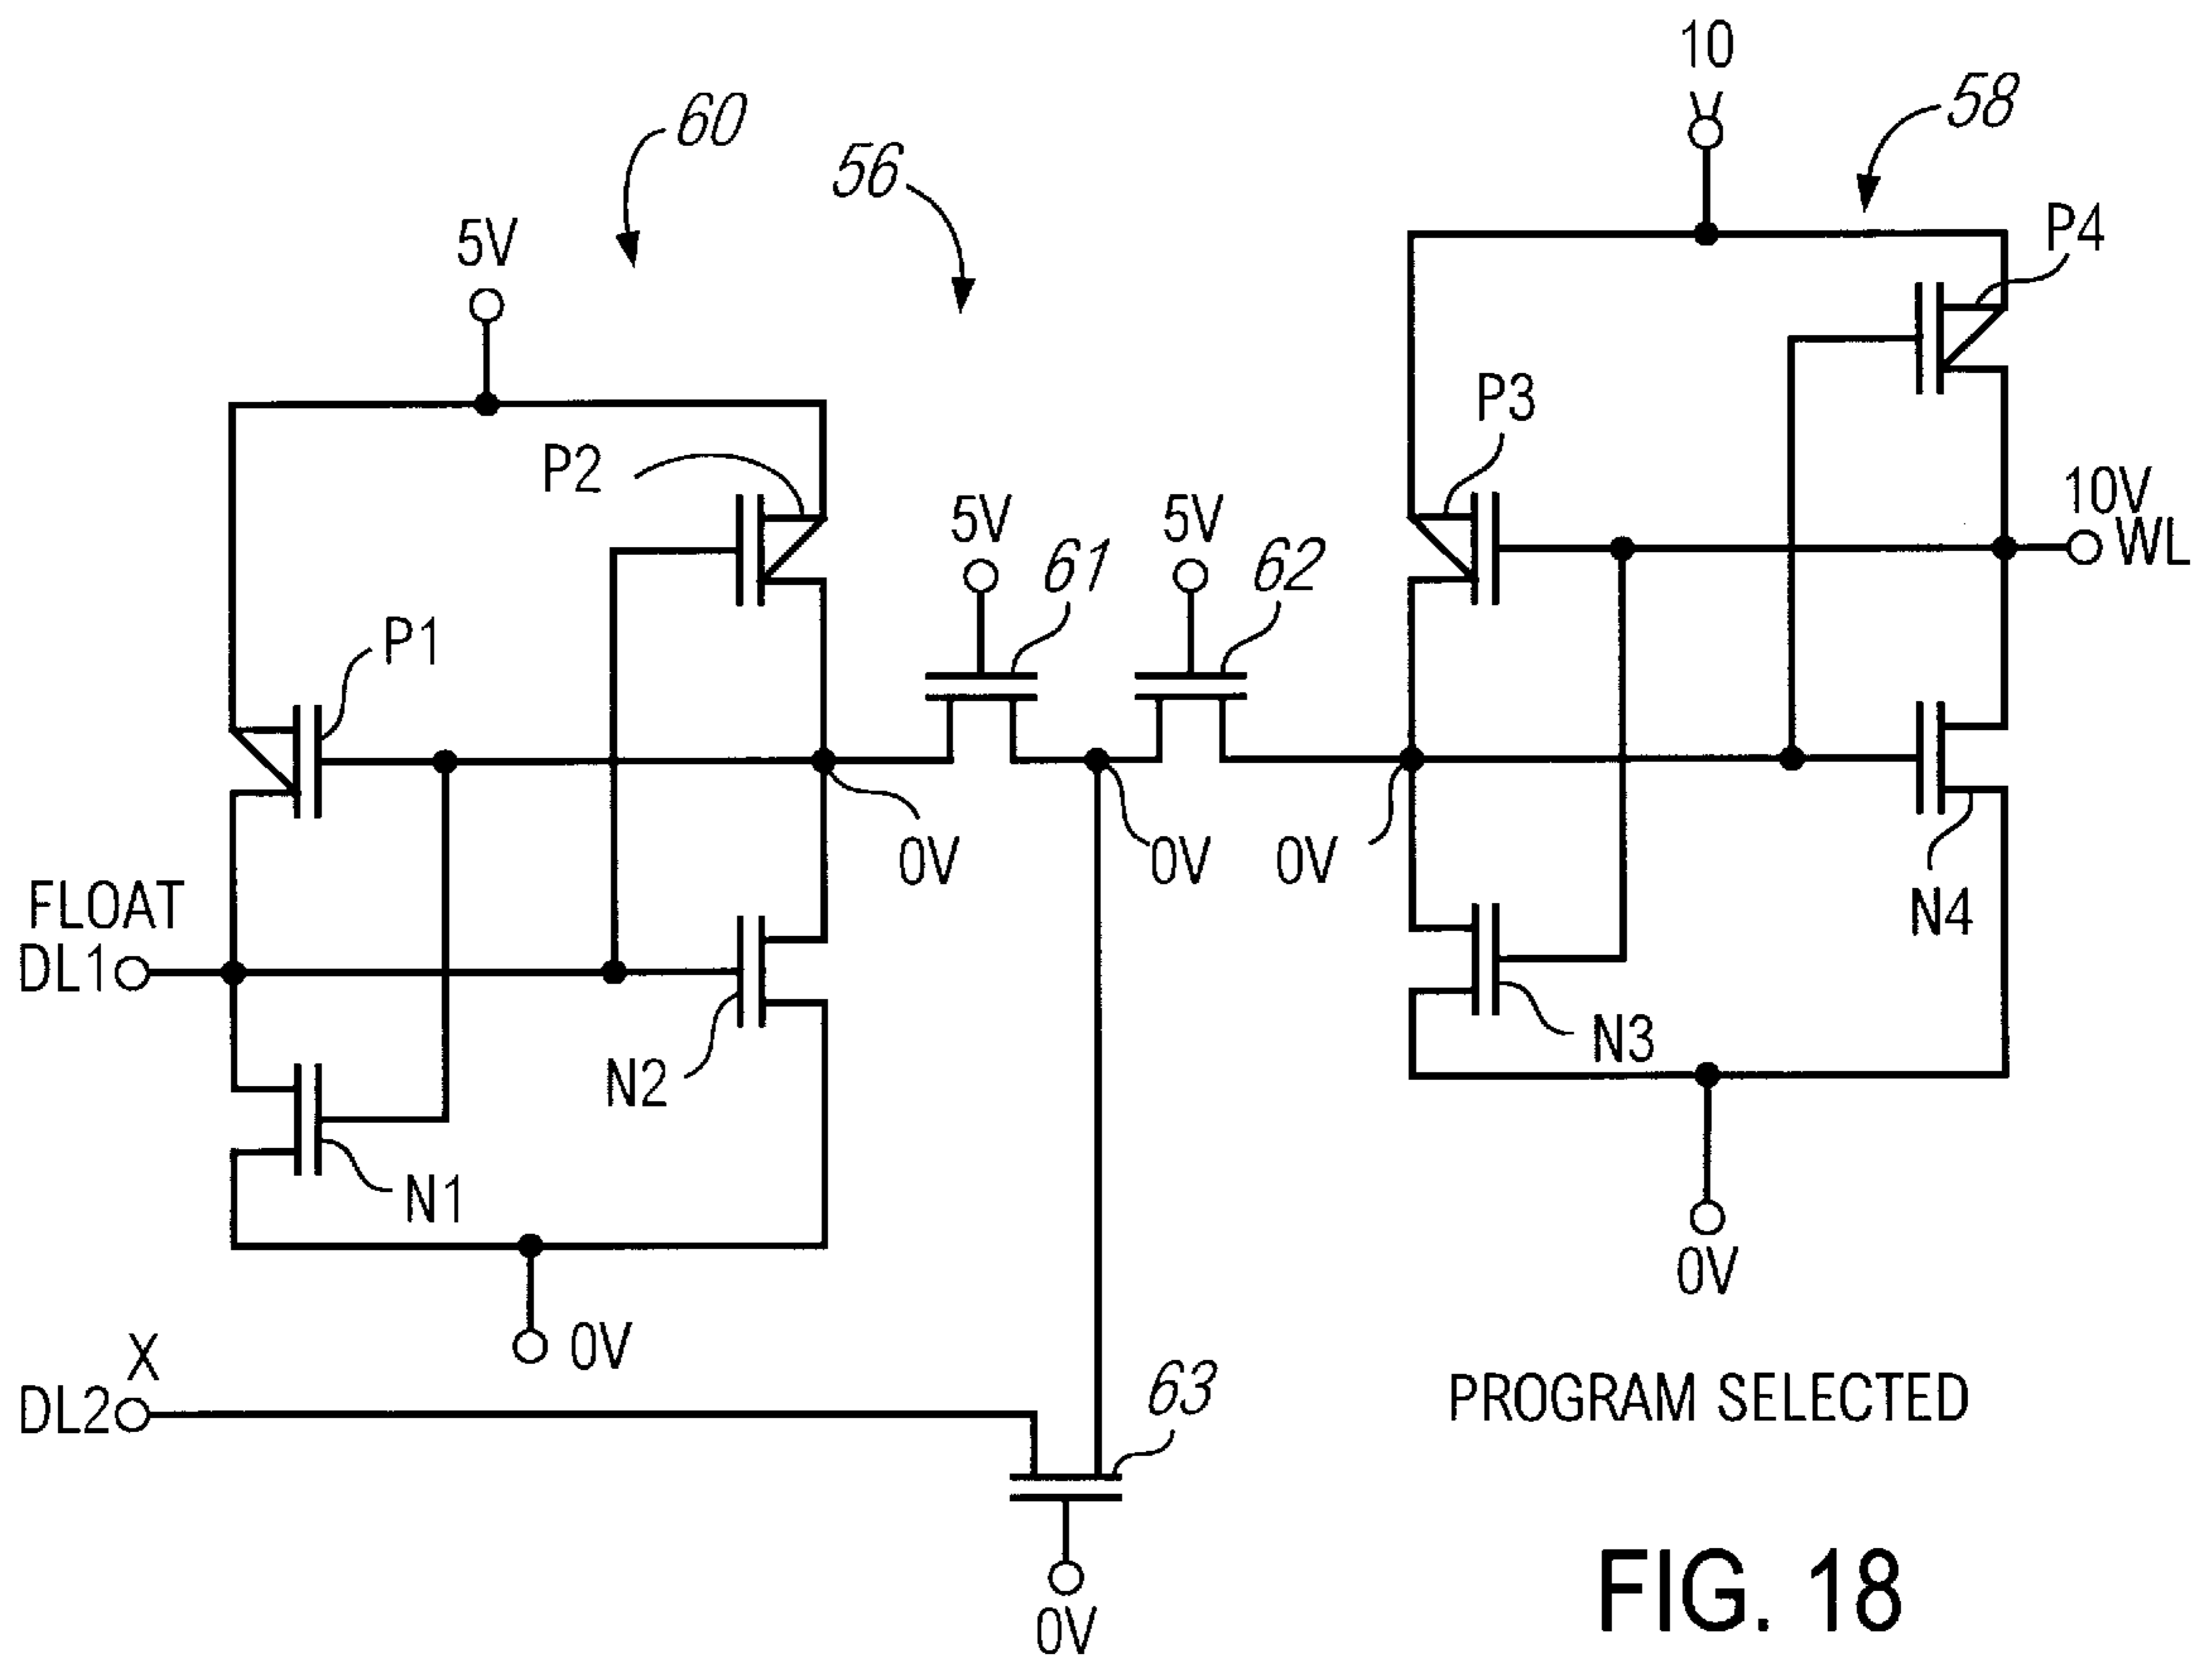 10
V
60
56
58
5V
P4
P2
P3
5V
61
5V
62
10V
WL
P1
0V
0V
0V
FLOAT
DL1
N4
N2
N3
N1
0V
0V
X
DL2
63
PROGRAM SELECTED
0V
FIG. 18